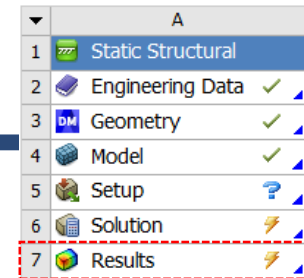 A
1 Static Structural
2 Engineering Data
3 DM Geometry
4 Model
5 Setup ?
6 Solution
7 Results